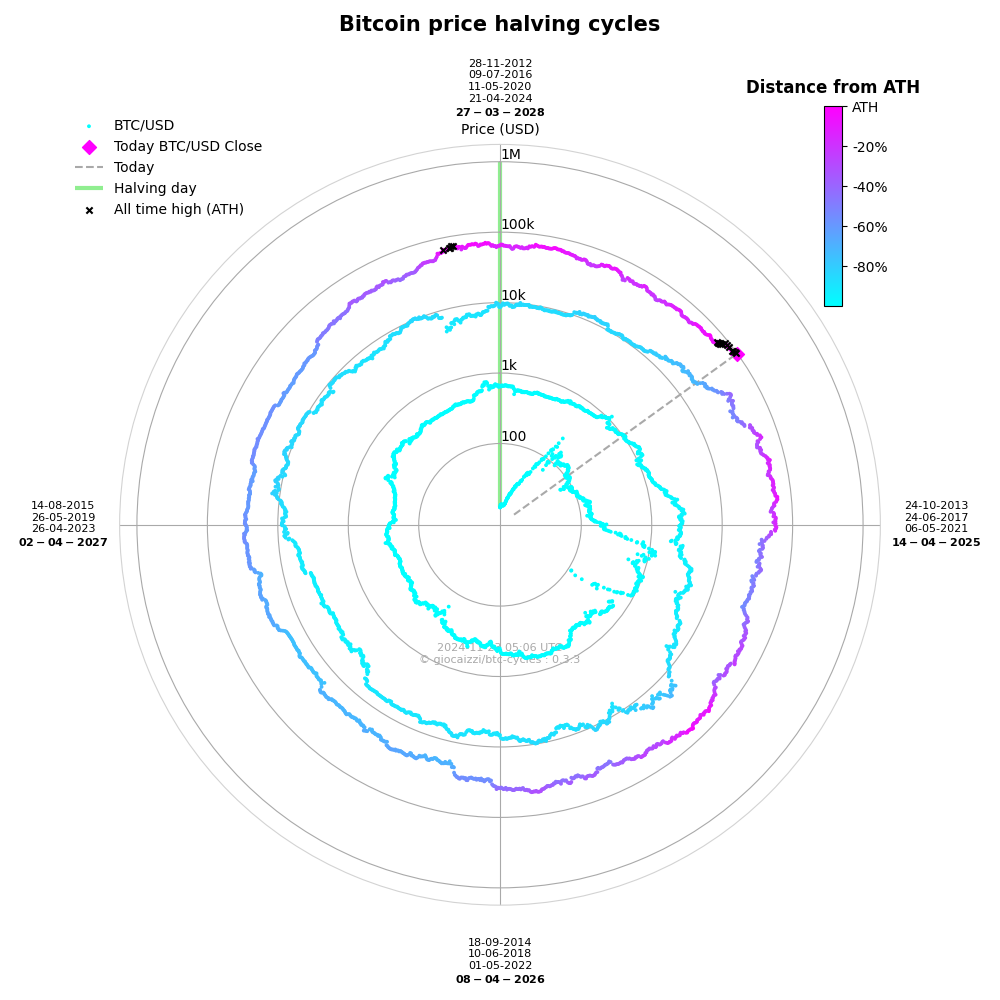 Bitcoin price halving cycles
28-11-2012
09-07-2016
11-05-2020
21-04-2024
27-03-2028
Price (USD)
Distance from ATH
ATH
-20%
-40%
-60%
-80%
BTC/USD
Today BTC/USD Close
Today
Halving day
All time high (ATH)
1M
100k
10k
1k
100
14-08-2015
26-05-2019
26-04-2023
02-04-2027
24-10-2013
24-06-2017
06-05-2021
14-04-2025
05:06 UTC
© giocaizzi/btc-cycles : 0.3.3
18-09-2014
10-06-2018
01-05-2022
08-04-2026